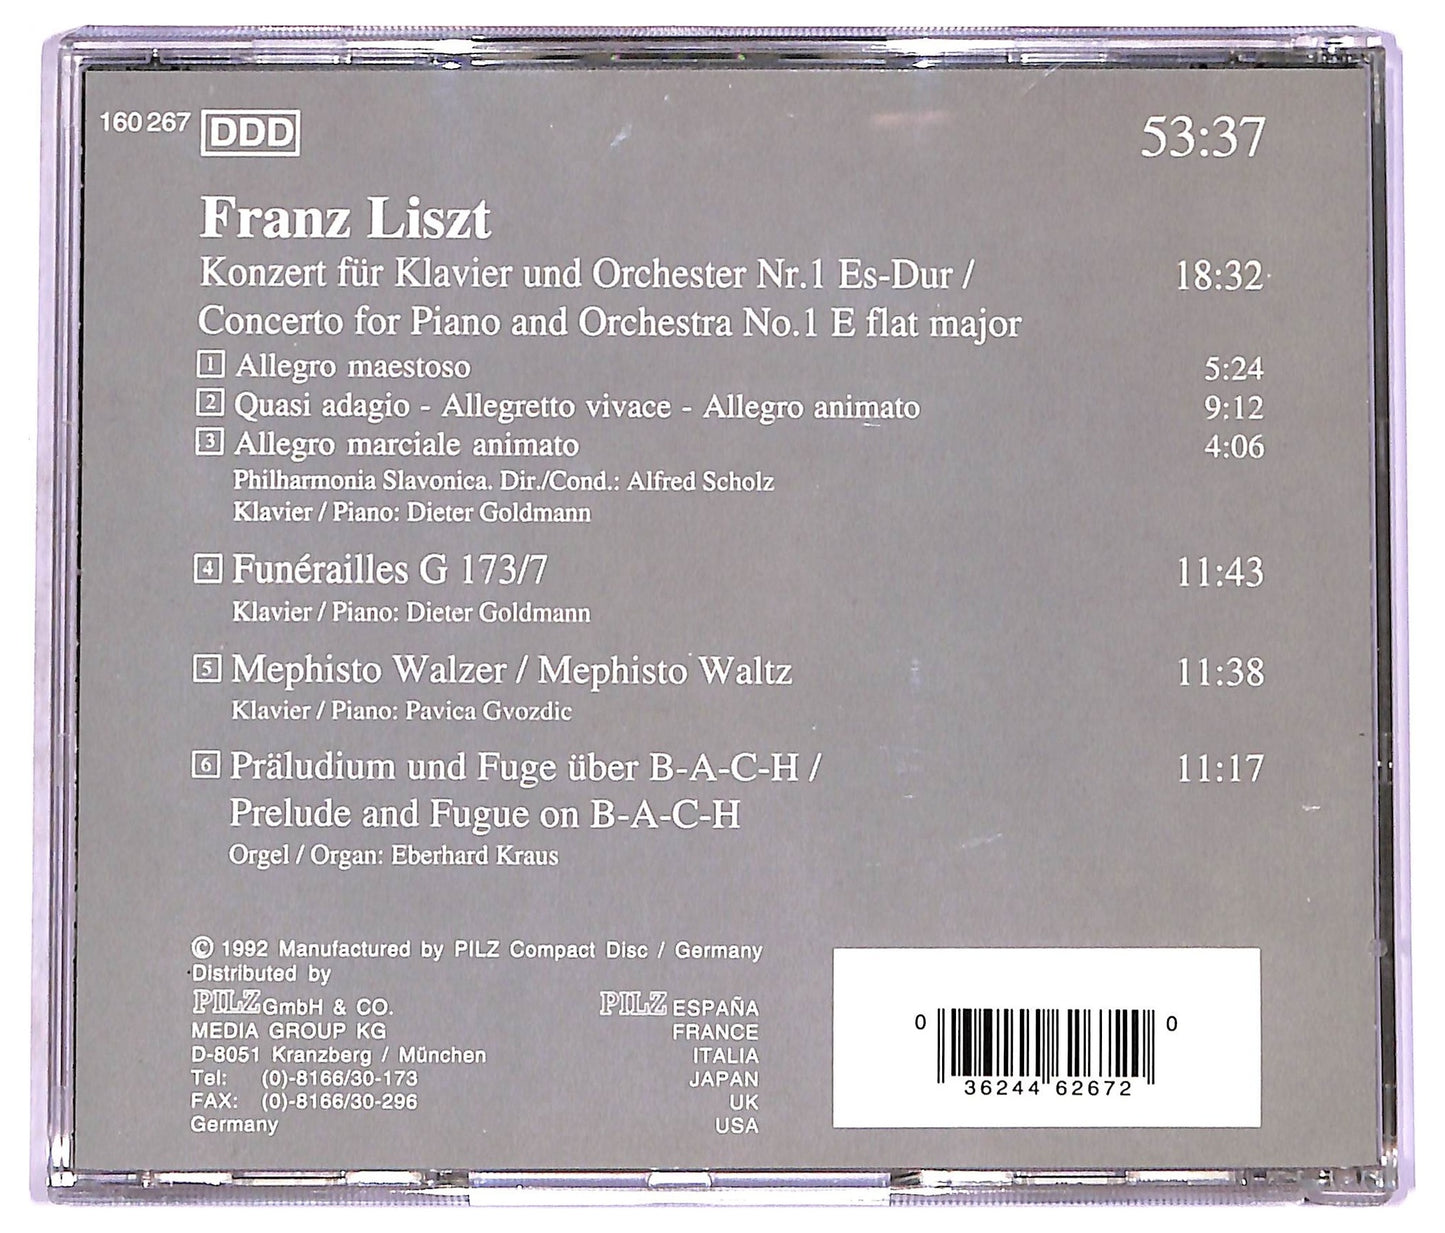 160 267 DDD 53:37
Franz Liszt
Konzert für Klavier und Orchester Nr.1 Es-Dur / 18:32
Concerto for Piano and Orchestra No.1 E flat major
1 Allegro maestoso 5:24
2 Quasi adagio - Allegretto vivace - Allegro animato 9:12
3 Allegro marciale animato 4:06
Philharmonia Slavonica. Dir./Cond.: Alfred Scholz
Klavier / Piano: Dieter Goldmann
4 Funérailles G 173/7 11:43
Klavier / Piano: Dieter Goldmann
5 Mephisto Walzer / Mephisto Waltz 11:38
Klavier / Piano: Pavica Gvozdic
6 Präludium und Fuge über B-A-C-H / 11:17
Prelude and Fugue on B-A-C-H
Orgel / Organ: Eberhard Kraus
© 1992 Manufactured by PILZ Compact Disc / Germany
Distributed by
PILZ GmbH & CO.
MEDIA GROUP KG
D-8051 Kranzberg / München
Tel: (0)-8166/30-173
FAX: (0)-8166/30-296
Germany
PILZ ESPAÑA
FRANCE
ITALIA
JAPAN
UK
USA
0 36244 62672 0